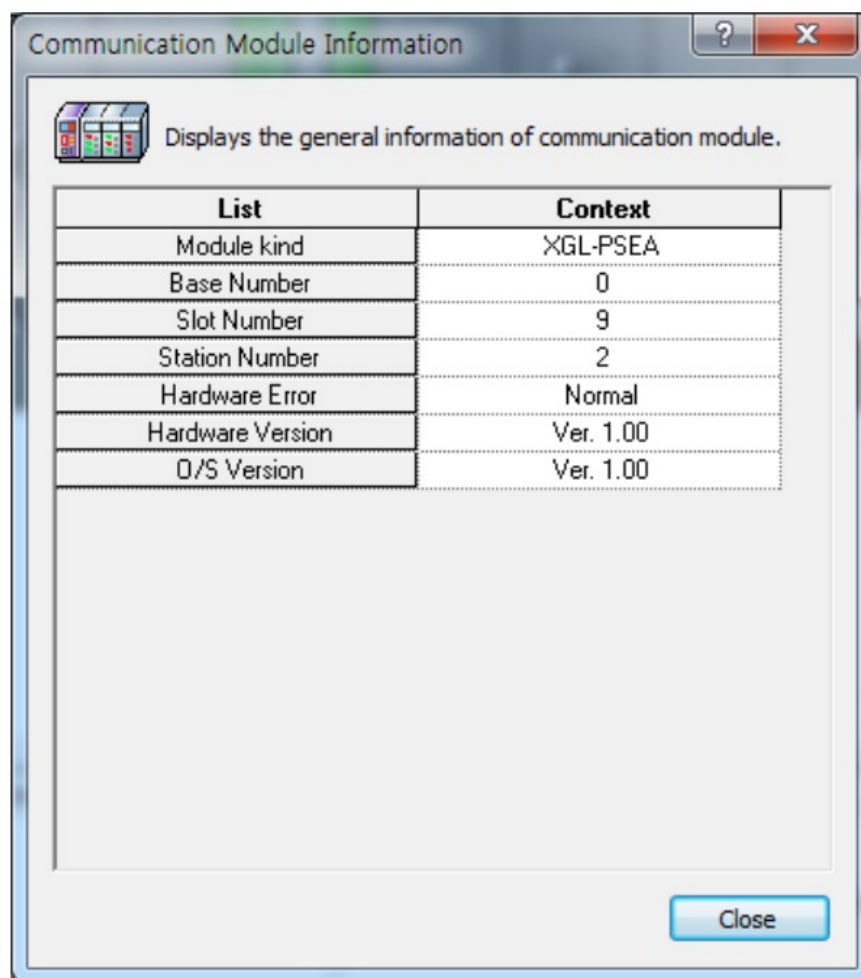 Communication Module Information
Displays the general information of communication module.
List Context
Module kind XGL-PSEA
Base Number 0
Slot Number 9
Station Number 2
Hardware Error Normal
Hardware Version Ver. 1.00
O/S Version Ver. 1.00
Close